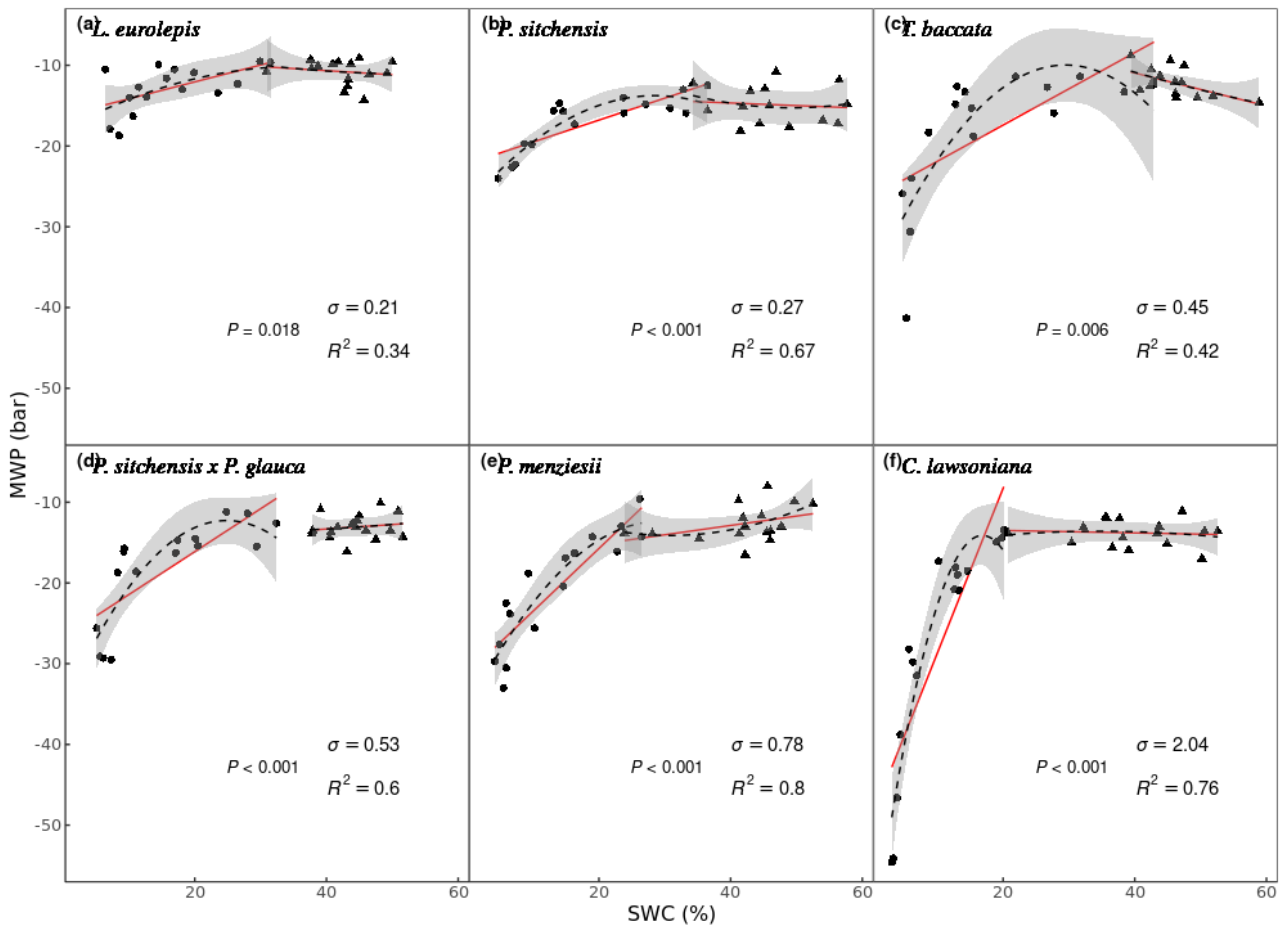 (a) L. eurolepis
(b) P. sitchensis
(c) T. baccata
-10
-20
-30
-40
-50
σ = 0.21
P = 0.018
R² = 0.34
σ = 0.27
P < 0.001
R² = 0.67
σ = 0.45
P = 0.006
R² = 0.42
MWP (bar)
(d) P. sitchensis x P. glauca
(e) P. menziesii
(f) C. lawsoniana
-10
-20
-30
-40
-50
σ = 0.53
P < 0.001
R² = 0.6
σ = 0.78
P < 0.001
R² = 0.8
σ = 2.04
P < 0.001
R² = 0.76
20 40 60 20 40 60 20 40 60
SWC (%)